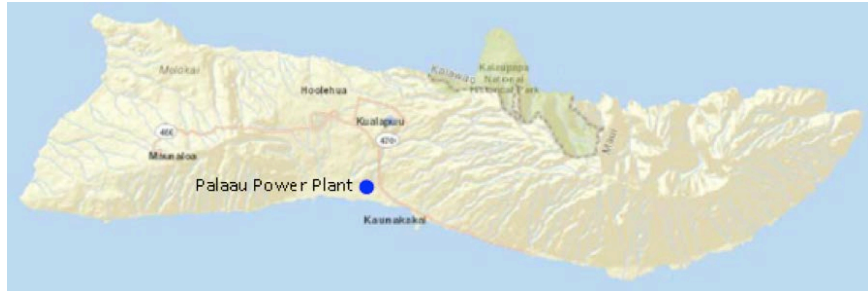 Molokai
Hoolehua
Kalawao
Kalaupapa
National
Historical Park
Kualapuu
460
470
Maunaloa
Maui
Palaau Power Plant
Kaunakakai